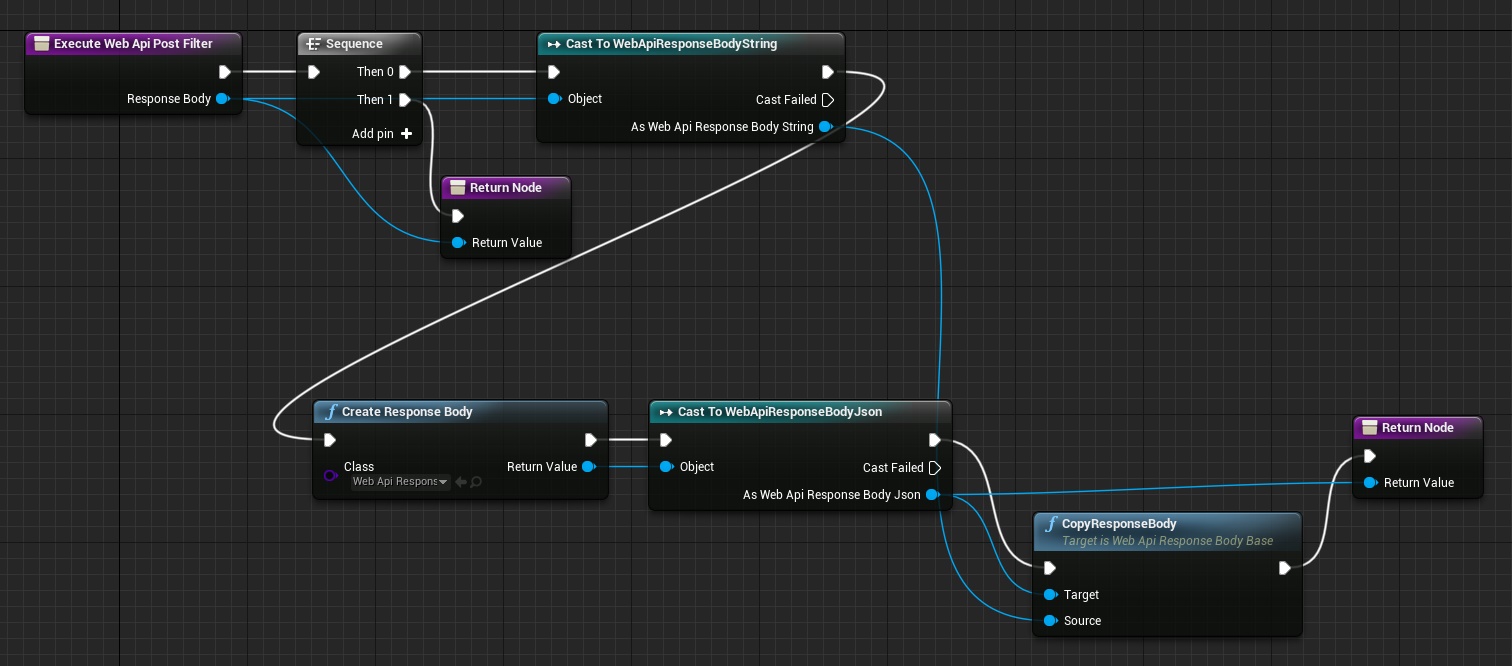 Execute Web Api Post Filter
Response Body
Sequence
Then 0
Then 1
Add pin
Cast To WebApiResponseBodyString
Object
Cast Failed
As Web Api Response Body String
Return Node
Return Value
Create Response Body
Class
Web Api Respons
Return Value
Cast To WebApiResponseBodyJson
Object
Cast Failed
As Web Api Response Body Json
CopyResponseBody
Target is Web Api Response Body Base
Target
Source
Return Node
Return Value